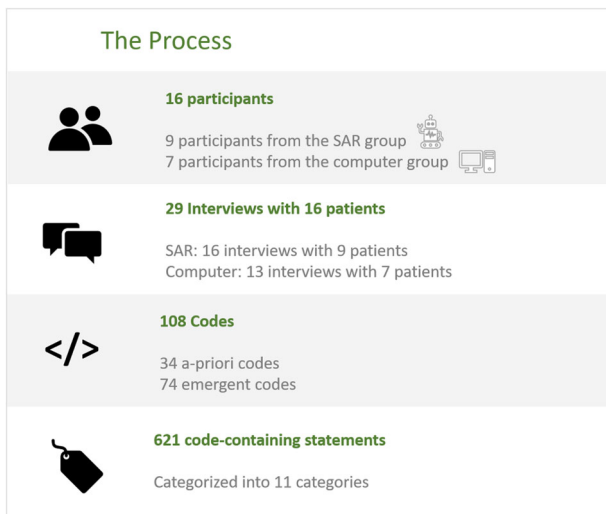 The Process
16 participants
9 participants from the SAR group
7 participants from the computer group
29 Interviews with 16 patients
SAR: 16 interviews with 9 patients
Computer: 13 interviews with 7 patients
</>
108 Codes
34 a-priori codes
74 emergent codes
621 code-containing statements
Categorized into 11 categories